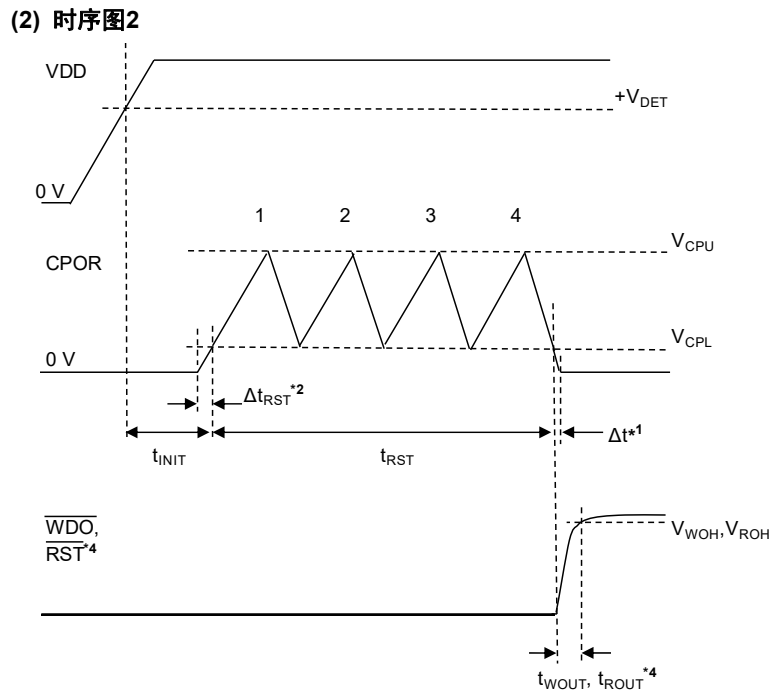 (2) 时序图2
VDD
+VDET
0 V
1 2 3 4
VCPU
CPOR
VCPL
0 V
ΔtRST*2
Δt*1
tINIT
tRST
WDO,
RST*4
VWOH,VROH
tWOUT, tROUT*4